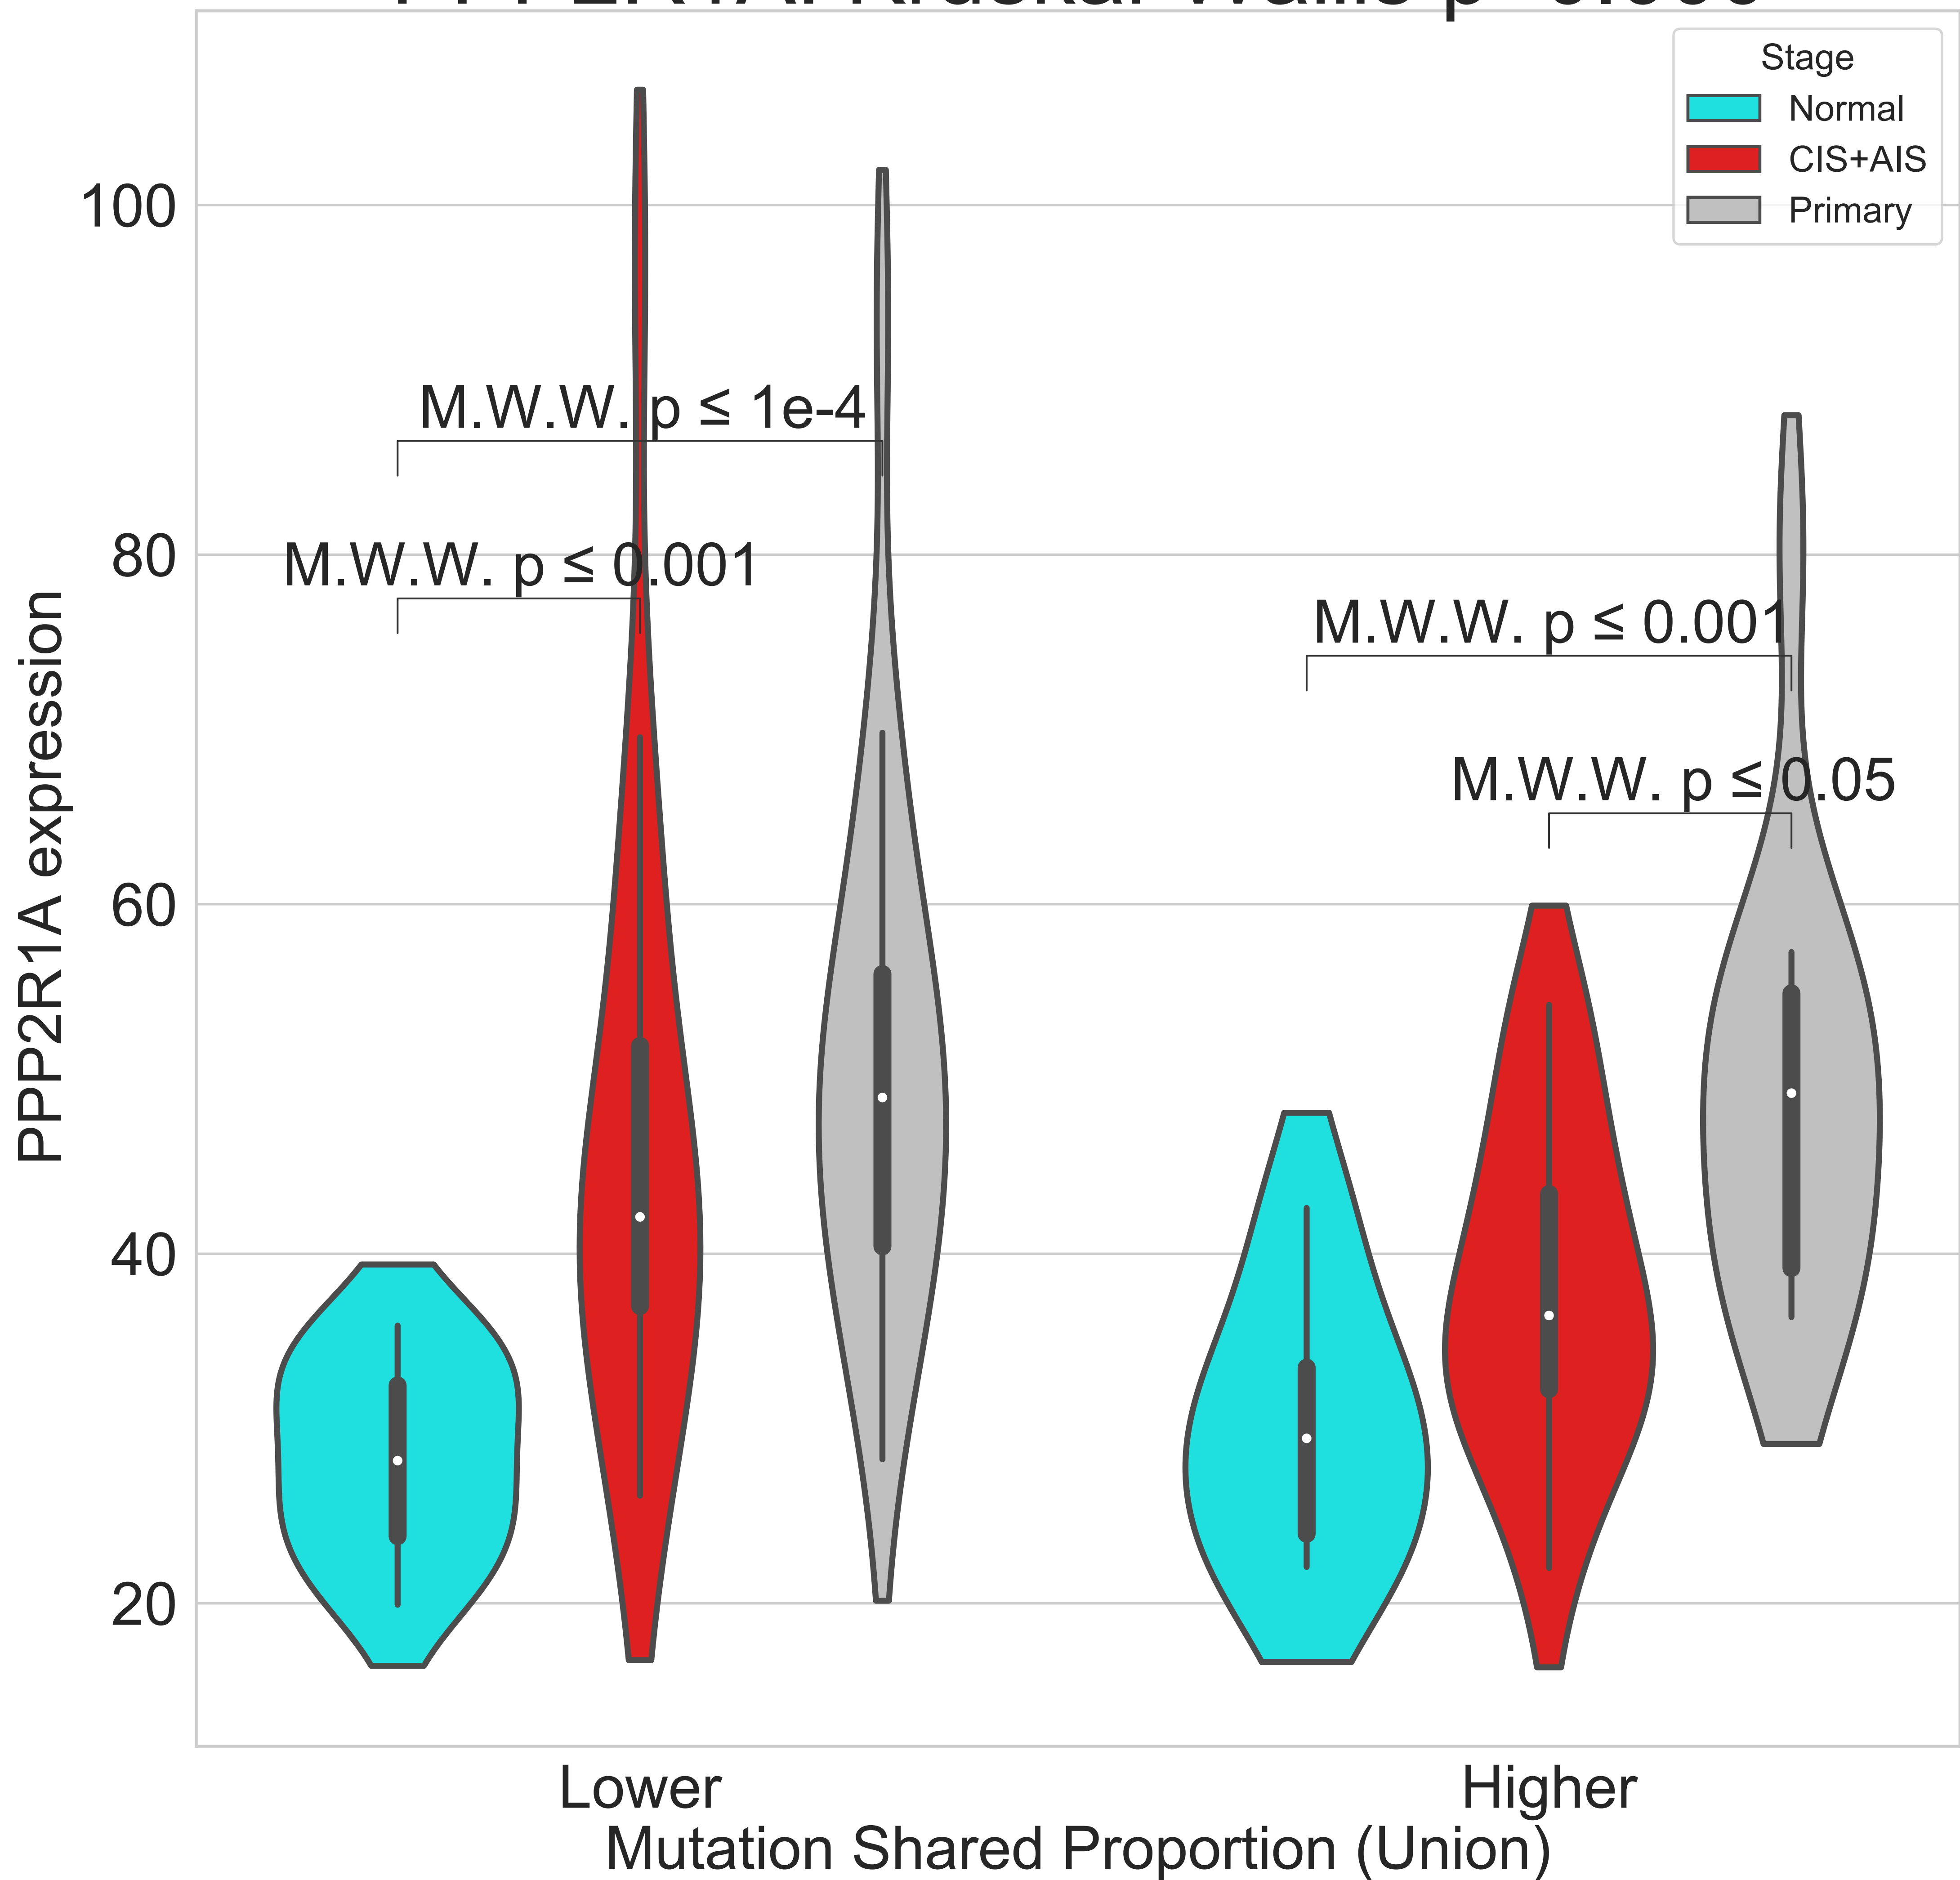 Stage
Normal
CIS+AIS
Primary
100
80
60
40
20
PPP2R1A expression
M.W.W. p ≤ 1e-4
M.W.W. p ≤ 0.001
M.W.W. p ≤ 0.001
M.W.W. p ≤ 0.05
Lower
Higher
Mutation Shared Proportion (Union)